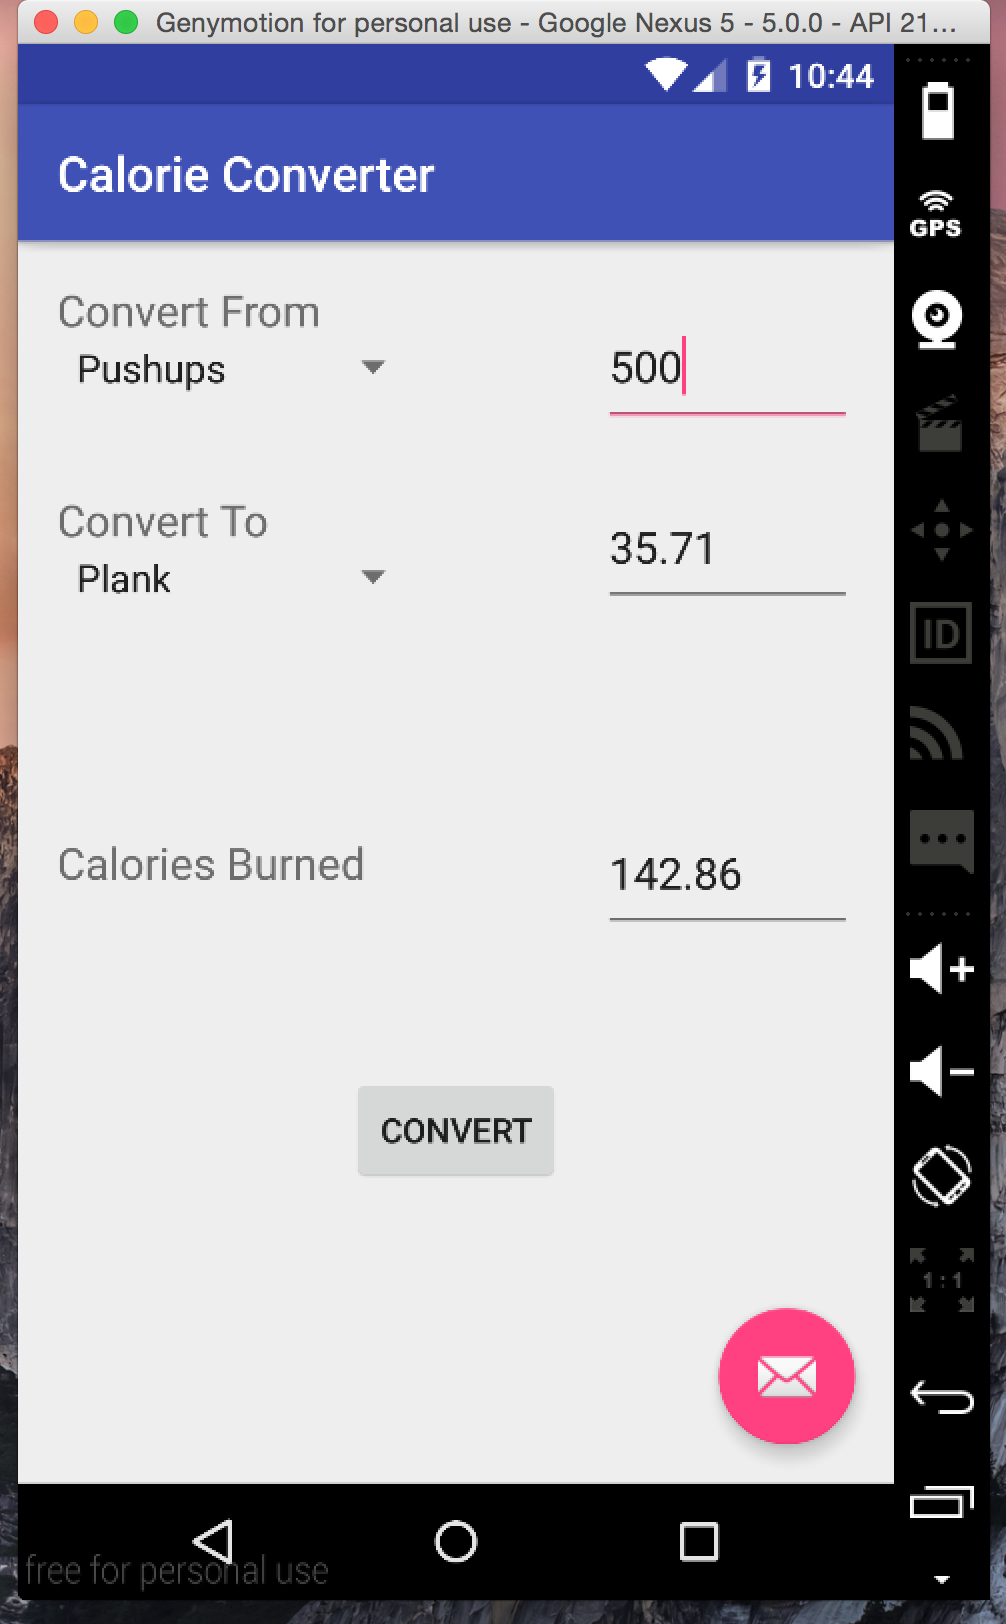 Genymotion for personal use - Google Nexus 5 - 5.0.0 - API 21...
10:44
Calorie Converter
GPS
Convert From
Pushups
500
Convert To
Plank
35.71
ID
Calories Burned
142.86
CONVERT
1:1
free for personal use